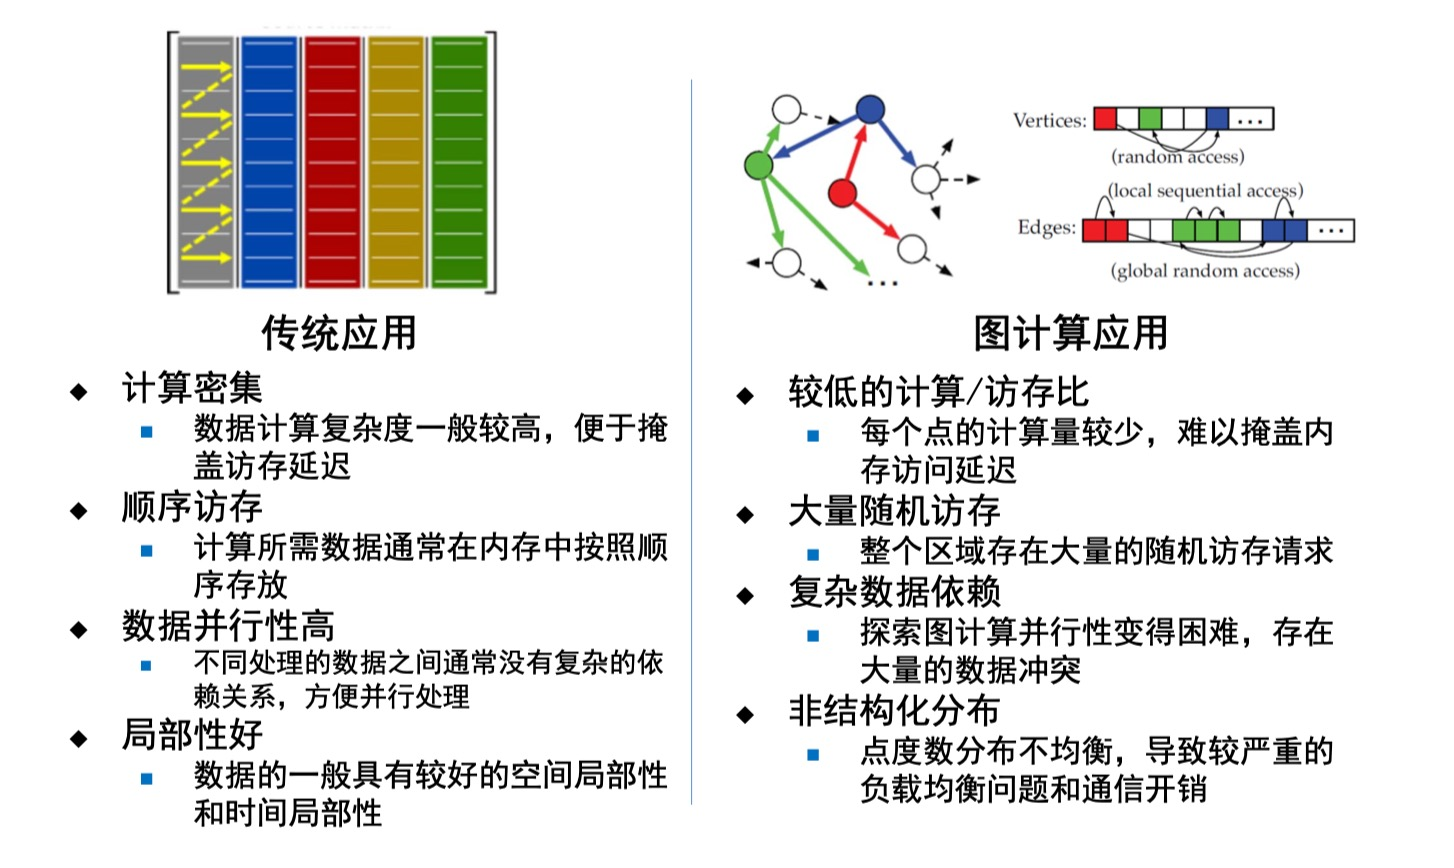 传统应用
◆ 计算密集
■ 数据计算复杂度一般较高，便于掩
盖访存延迟
◆ 顺序访存
■ 计算所需数据通常在内存中按照顺
序存放
◆ 数据并行性高
■ 不同处理的数据之间通常没有复杂的依
赖关系，方便并行处理
◆ 局部性好
■ 数据的一般具有较好的空间局部性
和时间局部性
...
Vertices: ...
(random access)
(local sequential access)
Edges: ...
(global random access)
图计算应用
◆ 较低的计算/访存比
■ 每个点的计算量较少，难以掩盖内
存访问延迟
◆ 大量随机访存
■ 整个区域存在大量的随机访存请求
◆ 复杂数据依赖
■ 探索图计算并行性变得困难，存在
大量的数据冲突
◆ 非结构化分布
■ 点度数分布不均衡，导致较严重的
负载均衡问题和通信开销